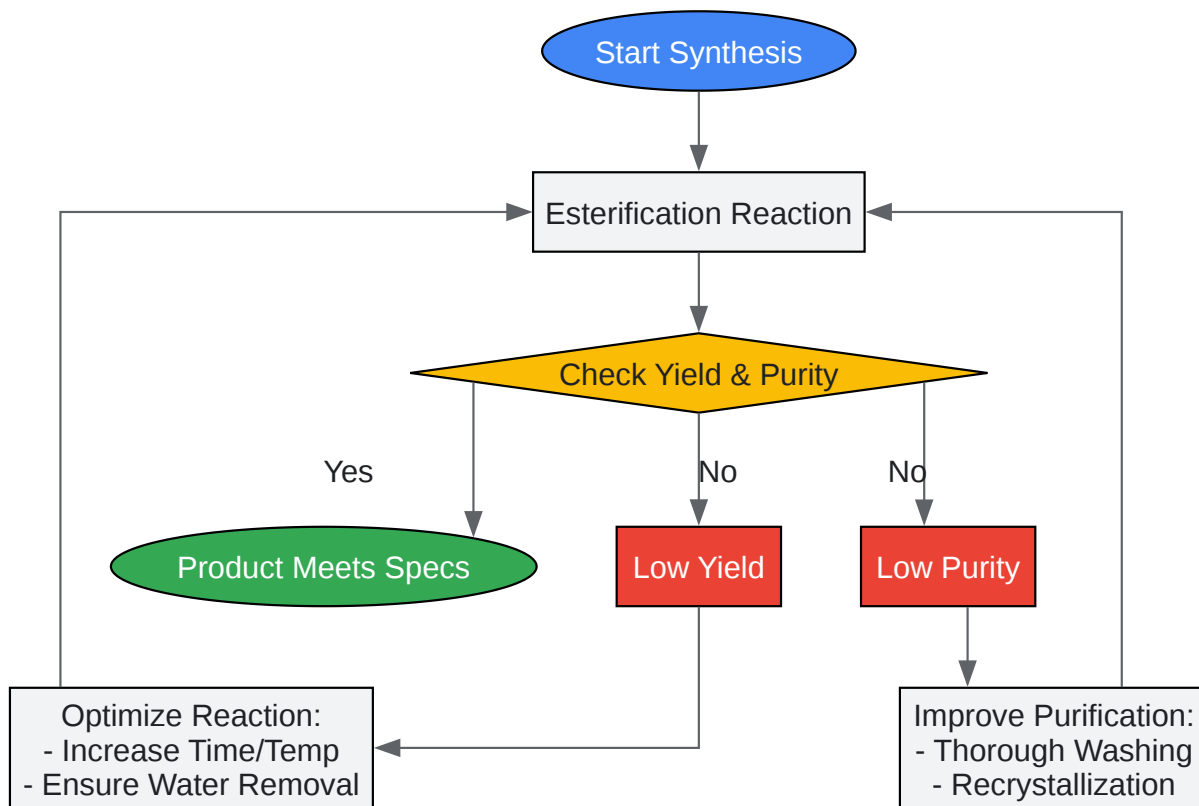 Start Synthesis
Esterification Reaction
Check Yield & Purity
Yes
No
No
Product Meets Specs
Low Yield
Low Purity
Optimize Reaction:
- Increase Time/Temp
- Ensure Water Removal
Improve Purification:
- Thorough Washing
- Recrystallization